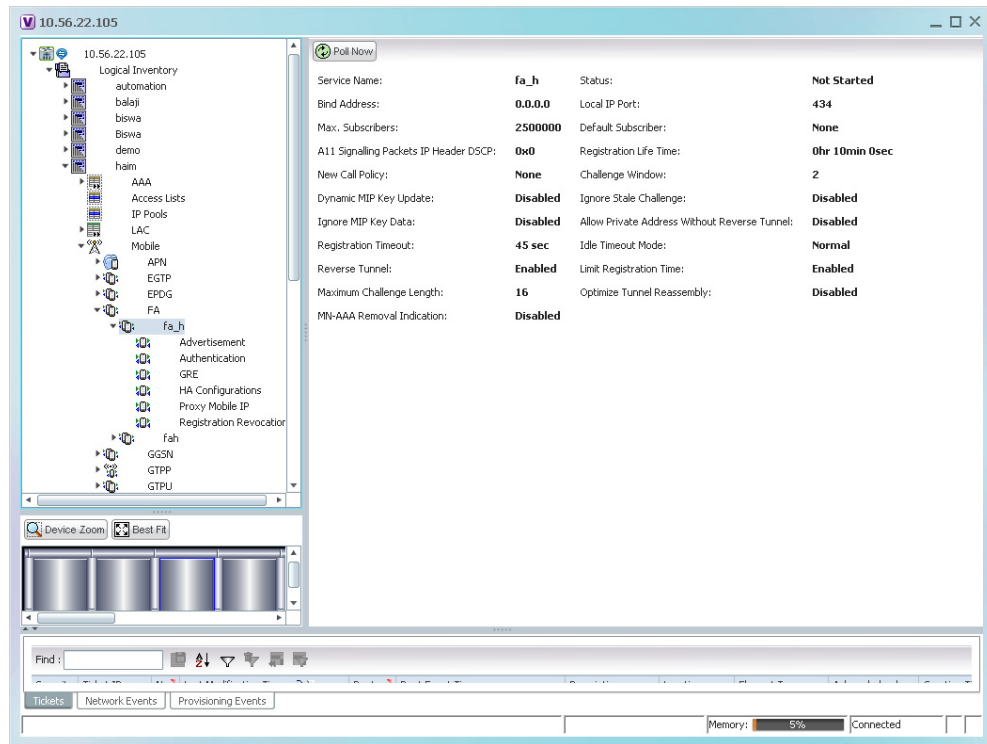 10.56.22.105
10.56.22.105
Logical Inventory
automation
balaji
biswa
Biswa
demo
haim
AAA
Access Lists
IP Pools
LAC
Mobile
APN
EGTP
EPDG
FA
fa_h
Advertisement
Authentication
GRE
HA Configurations
Proxy Mobile IP
Registration Revocation
fah
GGSN
GTPP
GTPU
Device Zoom Best Fit
Poll Now
Service Name: fa_h Status: Not Started
Bind Address: 0.0.0.0 Local IP Port: 434
Max. Subscribers: 2500000 Default Subscriber: None
A11 Signalling Packets IP Header DSCP: 0x0 Registration Life Time: 0hr 10min 0sec
New Call Policy: None Challenge Window: 2
Dynamic MIP Key Update: Disabled Ignore Stale Challenge: Disabled
Ignore MIP Key Data: Disabled Allow Private Address Without Reverse Tunnel: Disabled
Registration Timeout: 45 sec Idle Timeout Mode: Normal
Reverse Tunnel: Enabled Limit Registration Time: Enabled
Maximum Challenge Length: 16 Optimize Tunnel Reassembly: Disabled
MN-AAA Removal Indication: Disabled
Find :
Tickets Network Events Provisioning Events
Memory: 5% Connected